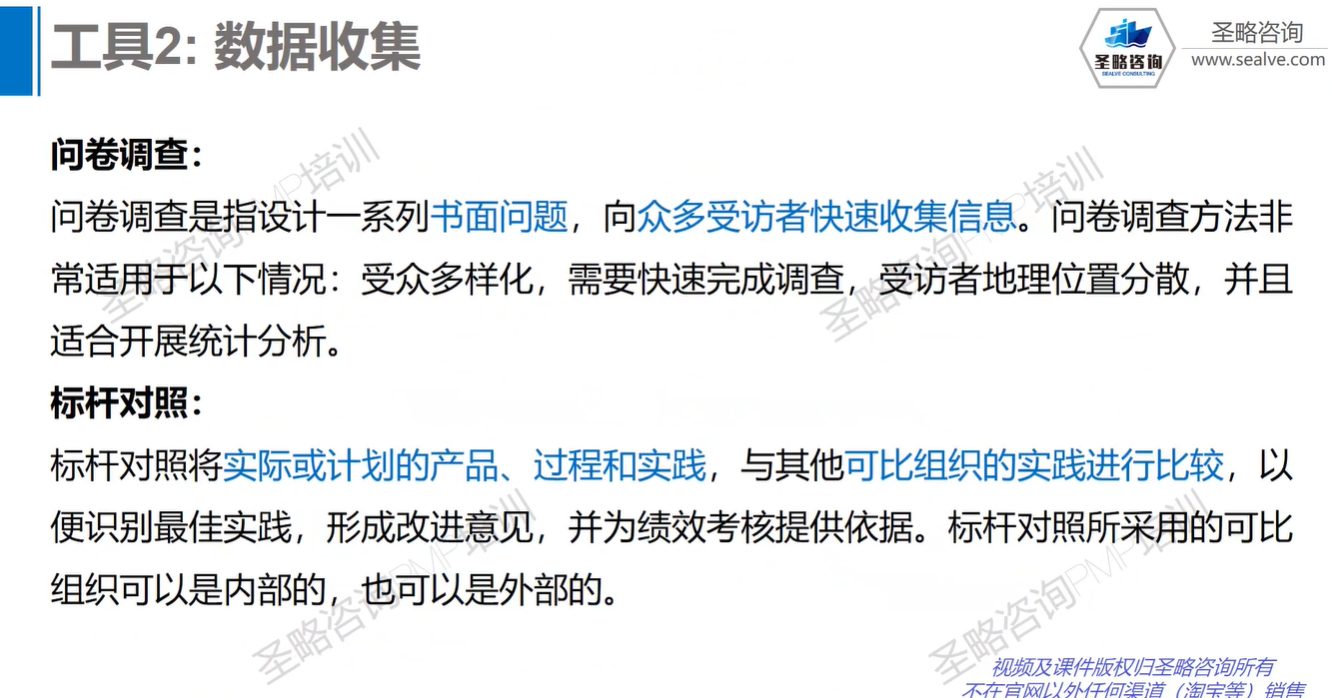 工具2: 数据收集
圣略咨询
SEALVE CONSULTING
圣略咨询
www.sealve.com
问卷调查：
问卷调查是指设计一系列书面问题，向众多受访者快速收集信息。问卷调查方法非
常适用于以下情况：受众多样化，需要快速完成调查，受访者地理位置分散，并且
适合开展统计分析。
标杆对照：
标杆对照将实际或计划的产品、过程和实践，与其他可比组织的实践进行比较，以
便识别最佳实践，形成改进意见，并为绩效考核提供依据。标杆对照所采用的可比
组织可以是内部的，也可以是外部的。
圣略咨询PMP培训
圣略咨询PMP培训
圣略咨询PMP培训
圣略咨询PMP培训
视频及课件版权归圣略咨询所有
不在官网以外任何渠道（淘宝等）销售